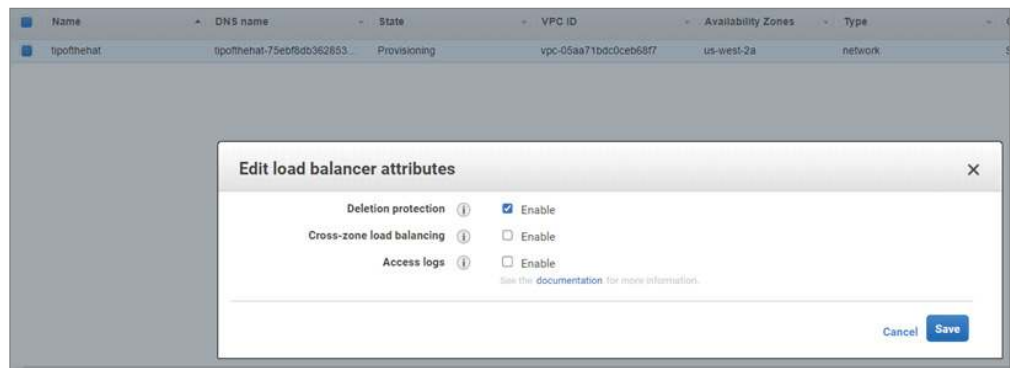 Name DNS name State VPC ID Availability Zones Type
tipofthehat tipofthehat-75ebf8db362853... Provisioning vpc-05aa71bdc0ceb68f7 us-west-2a network
Edit load balancer attributes
Deletion protection Enable
Cross-zone load balancing Enable
Access logs Enable
See the documentation for more information.
Cancel Save